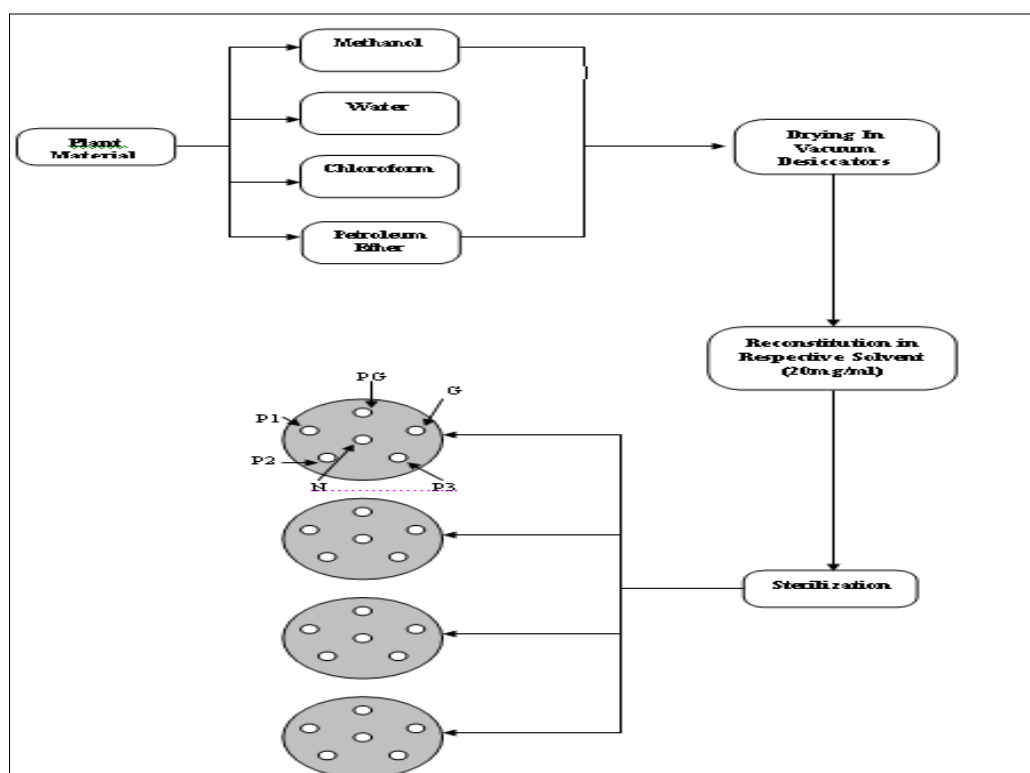 Methanol
Water
Plant
Material
Chloroform
Petroleum
Ether
Drying In
Vacuum
Desiccators
Reconstitution in
Respective Solvent
(20mg/ml)
Sterilization
PG
G
P1
P2
N
P3